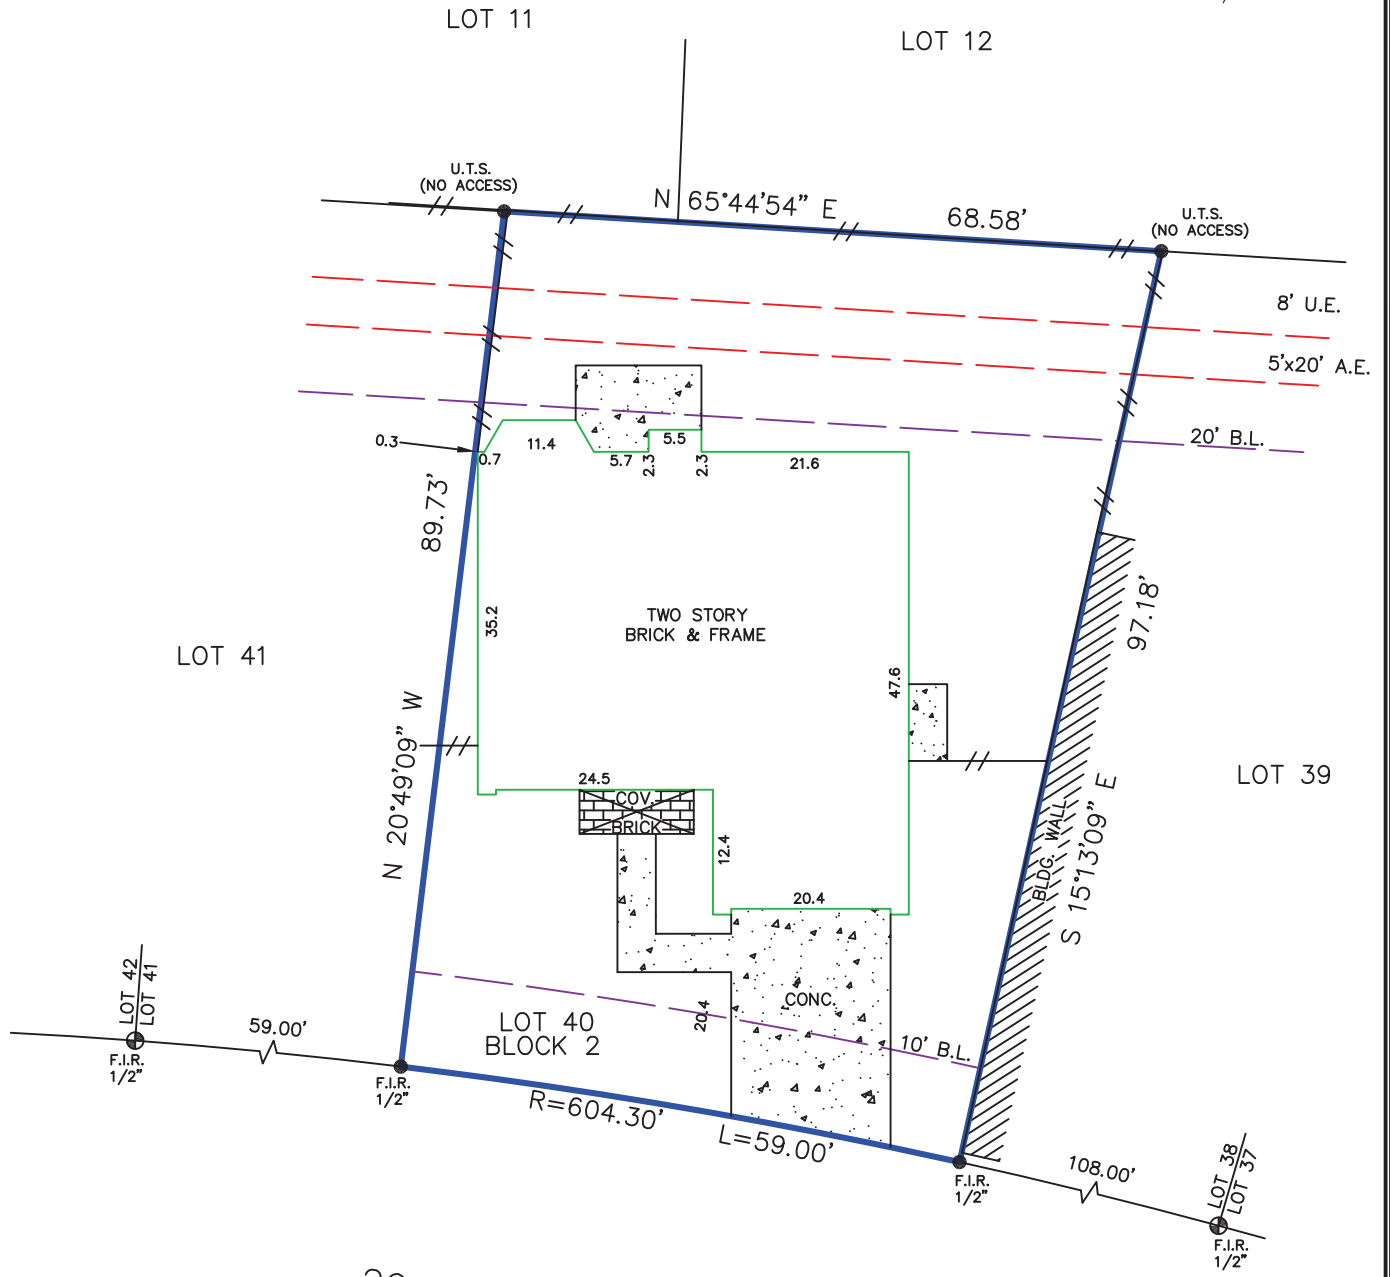 LOT 11
LOT 12
U.T.S.
(NO ACCESS)
N 65°44'54" E
68.58'
U.T.S.
(NO ACCESS)
8' U.E.
5'x20' A.E.
20' B.L.
0.3
0.7
11.4
5.7
2.3
5.5
2.3
21.6
89.73'
35.2
TWO STORY
BRICK & FRAME
97.18'
LOT 41
47.6
N 20°49'09" W
24.5
COV.
BRICK
LOT 39
12.4
BLDG. WALL
S 15°13'09" E
20.4
LOT 42
LOT 41
CONC.
20.4
59.00'
LOT 40
BLOCK 2
10' B.L.
F.I.R.
1/2"
F.I.R.
1/2"
R=604.30'
L=59.00'
108.00'
LOT 38
LOT 37
F.I.R.
1/2"
F.I.R.
1/2"